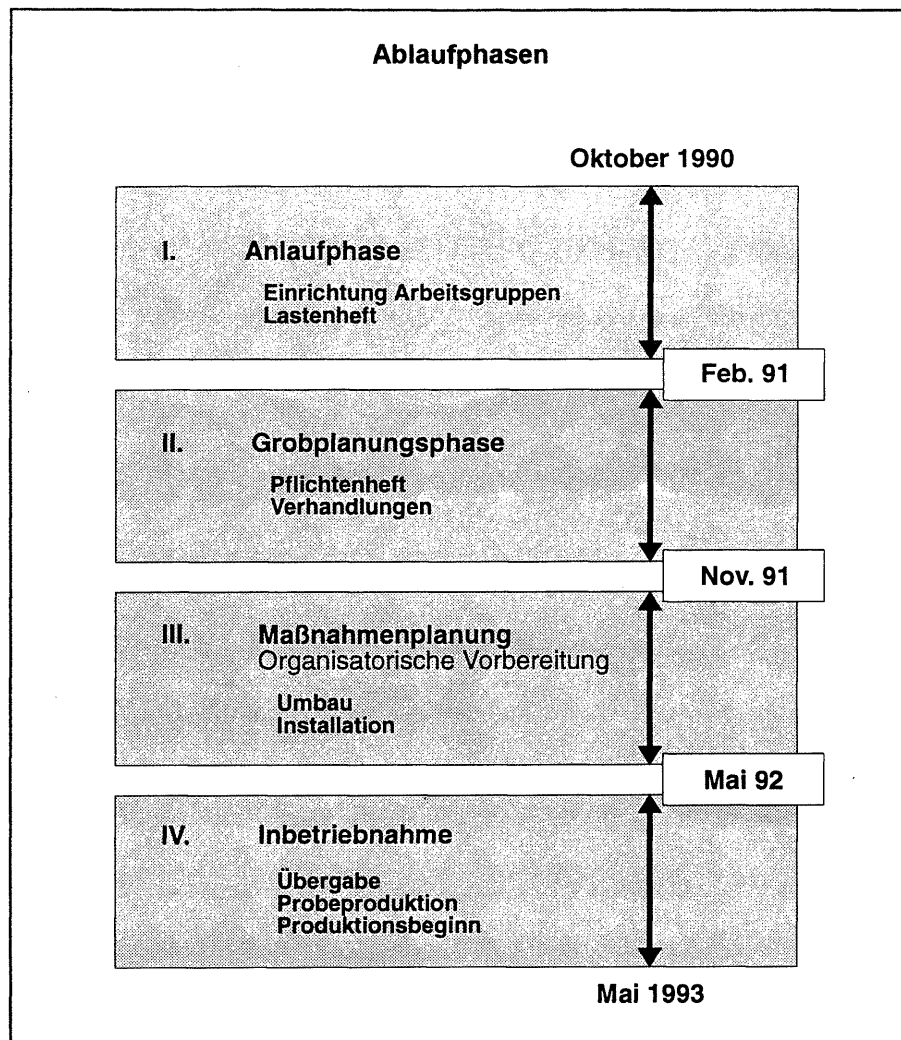 Ablaufphasen
Oktober 1990
I. Anlaufphase
Einrichtung Arbeitsgruppen
Lastenheft
Feb. 91
II. Grobplanungsphase
Pflichtenheft
Verhandlungen
Nov. 91
III. Maßnahmenplanung
Organisatorische Vorbereitung
Umbau
Installation
Mai 92
IV. Inbetriebnahme
Übergabe
Probeproduktion
Produktionsbeginn
Mai 1993